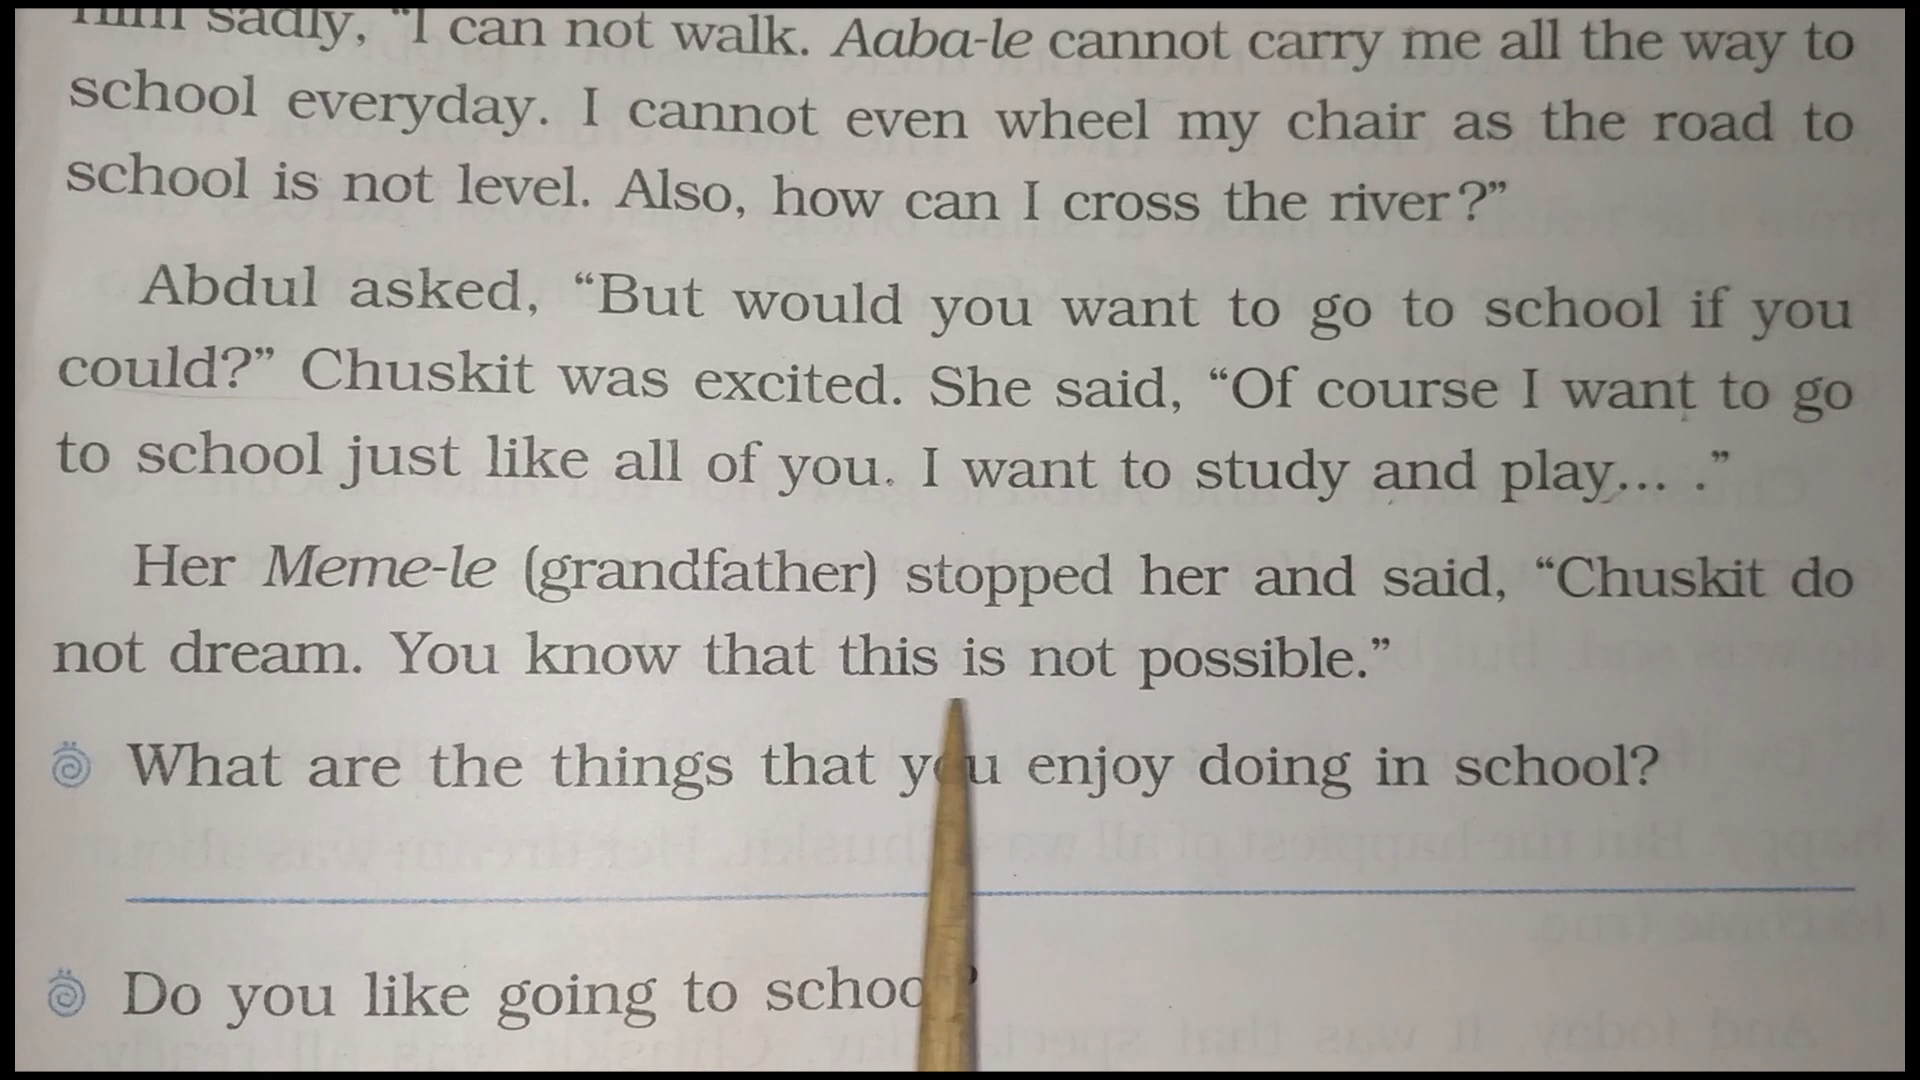 him sadly, “I can not walk. Aaba-le cannot carry me all the way to
school everyday. I cannot even wheel my chair as the road to
school is not level. Also, how can I cross the river?”
Abdul asked, “But would you want to go to school if you
could?” Chuskit was excited. She said, “Of course I want to go
to school just like all of you. I want to study and play... .”
Her Meme-le (grandfather) stopped her and said, “Chuskit do
not dream. You know that this is not possible.”
What are the things that you enjoy doing in school?
Do you like going to school?